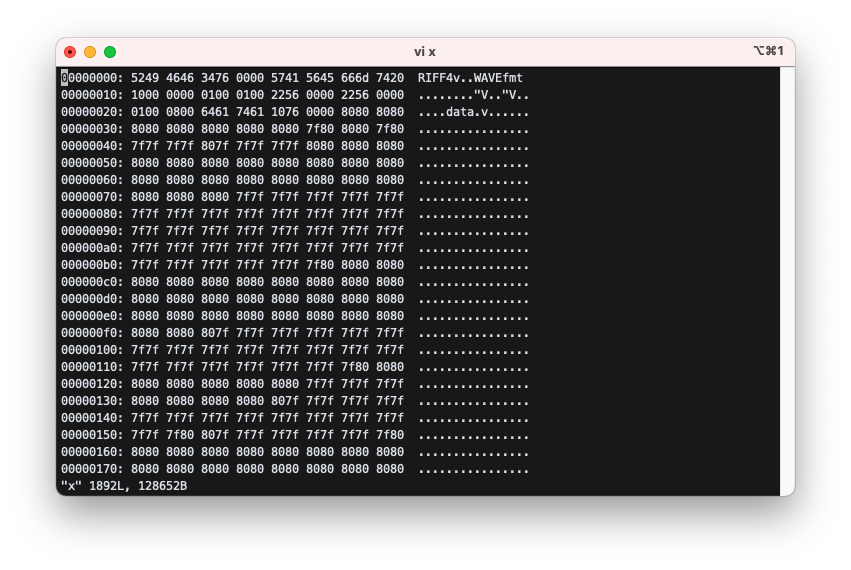 vi x
⌥⌘1
00000000: 5249 4646 3476 0000 5741 5645 666d 7420  RIFF4v..WAVEfmt
00000010: 1000 0000 0100 0100 2256 0000 2256 0000  ........"V.."V..
00000020: 0100 0800 6461 7461 1076 0000 8080 8080  ....data.v......
00000030: 8080 8080 8080 8080 8080 7f80 8080 7f80  ................
00000040: 7f7f 7f7f 807f 7f7f 7f7f 8080 8080 8080  ................
00000050: 8080 8080 8080 8080 8080 8080 8080 8080  ................
00000060: 8080 8080 8080 8080 8080 8080 8080 8080  ................
00000070: 8080 8080 8080 7f7f 7f7f 7f7f 7f7f 7f7f  ................
00000080: 7f7f 7f7f 7f7f 7f7f 7f7f 7f7f 7f7f 7f7f  ................
00000090: 7f7f 7f7f 7f7f 7f7f 7f7f 7f7f 7f7f 7f7f  ................
000000a0: 7f7f 7f7f 7f7f 7f7f 7f7f 7f7f 7f7f 7f7f  ................
000000b0: 7f7f 7f7f 7f7f 7f7f 7f7f 7f80 8080 8080  ................
000000c0: 8080 8080 8080 8080 8080 8080 8080 8080  ................
000000d0: 8080 8080 8080 8080 8080 8080 8080 8080  ................
000000e0: 8080 8080 8080 8080 8080 8080 8080 8080  ................
000000f0: 8080 8080 807f 7f7f 7f7f 7f7f 7f7f 7f7f  ................
00000100: 7f7f 7f7f 7f7f 7f7f 7f7f 7f7f 7f7f 7f7f  ................
00000110: 7f7f 7f7f 7f7f 7f7f 7f7f 7f7f 7f80 8080  ................
00000120: 8080 8080 8080 8080 8080 7f7f 7f7f 7f7f  ................
00000130: 8080 8080 8080 8080 807f 7f7f 7f7f 7f7f  ................
00000140: 7f7f 7f7f 7f7f 7f7f 7f7f 7f7f 7f7f 7f7f  ................
00000150: 7f7f 7f80 807f 7f7f 7f7f 7f7f 7f7f 7f80  ................
00000160: 8080 8080 8080 8080 8080 8080 8080 8080  ................
00000170: 8080 8080 8080 8080 8080 8080 8080 8080  ................
"x" 1892L, 128652B